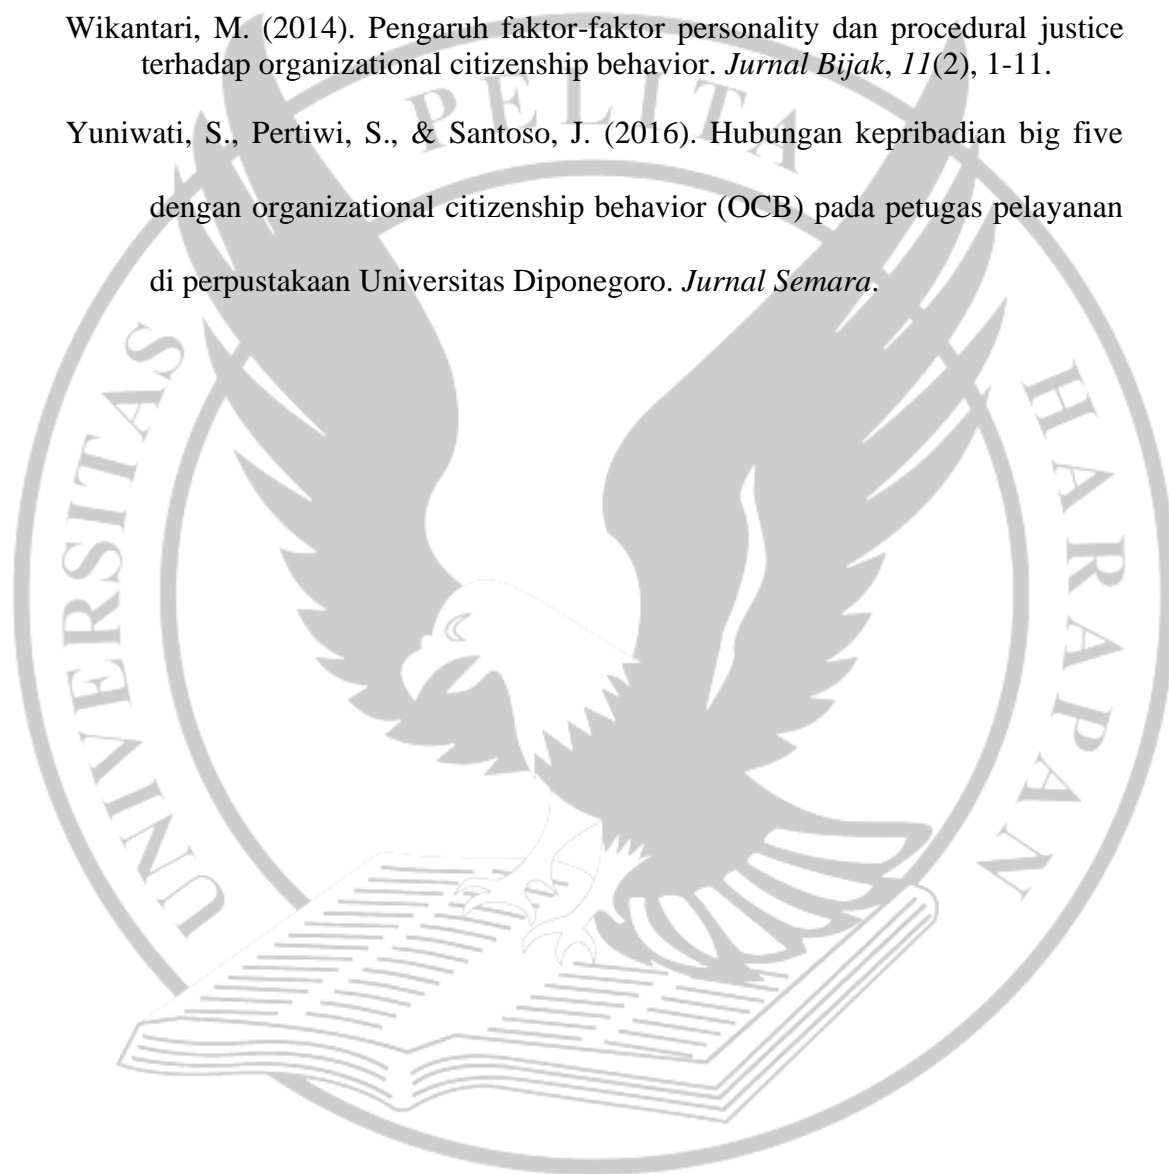 Wikantari, M. (2014). Pengaruh faktor-faktor personality dan procedural justice
terhadap organizational citizenship behavior. Jurnal Bijak, 11(2), 1-11.
Yuniwati, S., Pertiwi, S., & Santoso, J. (2016). Hubungan kepribadian big five
dengan organizational citizenship behavior (OCB) pada petugas pelayanan
di perpustakaan Universitas Diponegoro. Jurnal Semara.
UNIVERSITAS PELITA HARAPAN